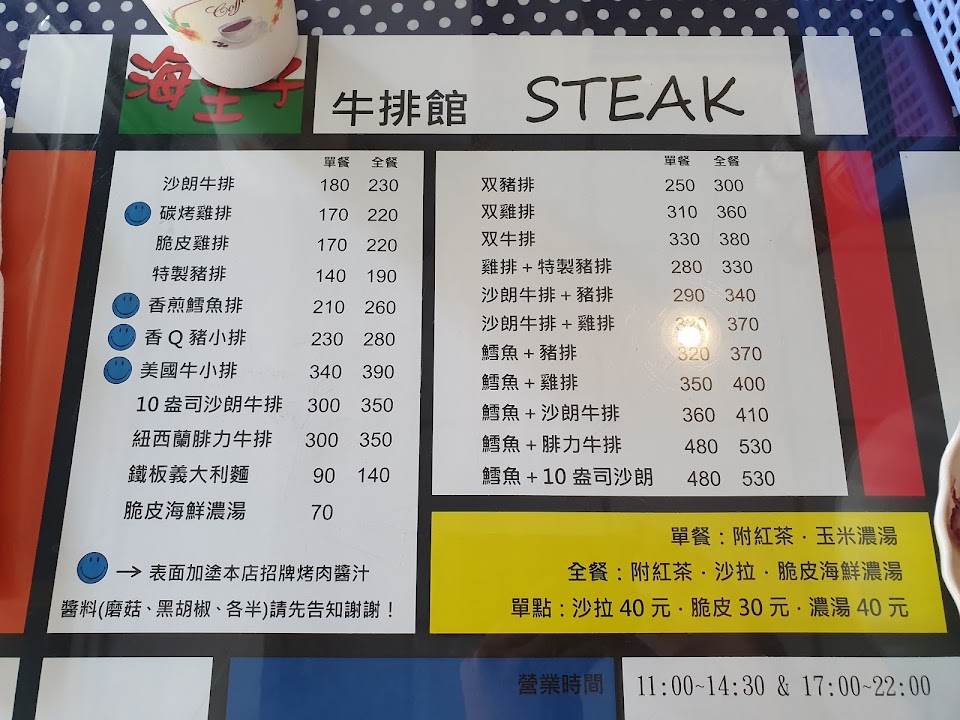 Coffee
海王子
牛排館 STEAK
單餐 全餐
沙朗牛排 180 230
碳烤雞排 170 220
脆皮雞排 170 220
特製豬排 140 190
香煎鱈魚排 210 260
香Q豬小排 230 280
美國牛小排 340 390
10盎司沙朗牛排 300 350
紐西蘭腓力牛排 300 350
鐵板義大利麵 90 140
脆皮海鮮濃湯 70
→ 表面加塗本店招牌烤肉醬汁
醬料(磨菇、黑胡椒、各半)請先告知謝謝！
單餐 全餐
双豬排 250 300
双雞排 310 360
双牛排 330 380
雞排+特製豬排 280 330
沙朗牛排+豬排 290 340
沙朗牛排+雞排 370
鱈魚+豬排 320 370
鱈魚+雞排 350 400
鱈魚+沙朗牛排 360 410
鱈魚+腓力牛排 480 530
鱈魚+10盎司沙朗 480 530
單餐：附紅茶．玉米濃湯
全餐：附紅茶．沙拉．脆皮海鮮濃湯
單點：沙拉40元．脆皮30元．濃湯40元
營業時間 11:00~14:30 & 17:00~22:00